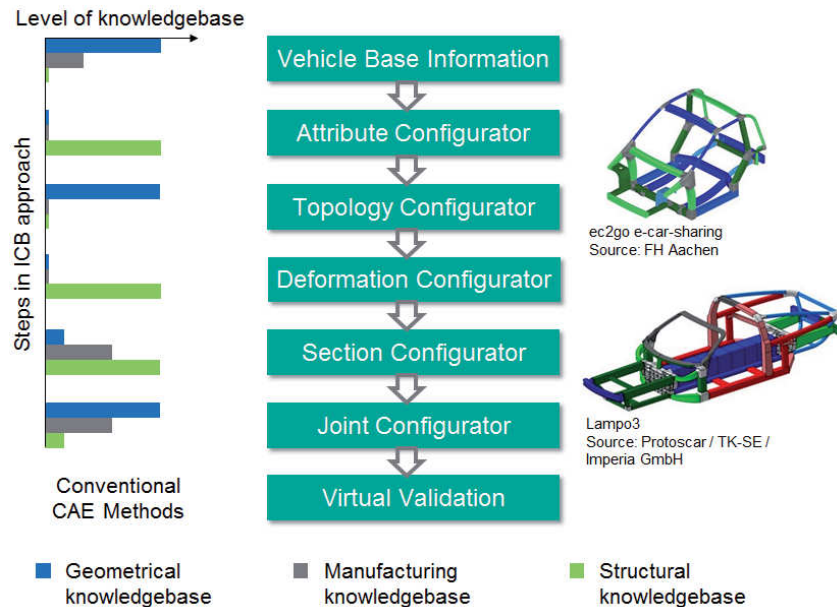 Level of knowledgebase
Steps in ICB approach
Vehicle Base Information
Attribute Configurator
Topology Configurator
Deformation Configurator
Section Configurator
Joint Configurator
Virtual Validation
Conventional
CAE Methods
ec2go e-car-sharing
Source: FH Aachen
Lampo3
Source: Protoscar / TK-SE /
Imperia GmbH
Geometrical
knowledgebase
Manufacturing
knowledgebase
Structural
knowledgebase